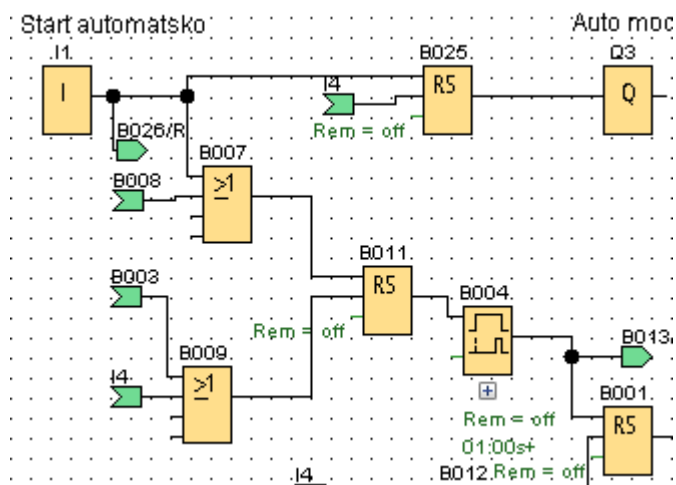 Start automatsko
Auto moc
I1
B025
Q3
I
I4
RS
Q
Rem = off
B026/R
B007
B008
≥1
B011
B003
RS
B004
Rem = off
B013
B009
I4
≥1
B001
Rem = off
RS
01:00s+
I4
B012
Rem = off